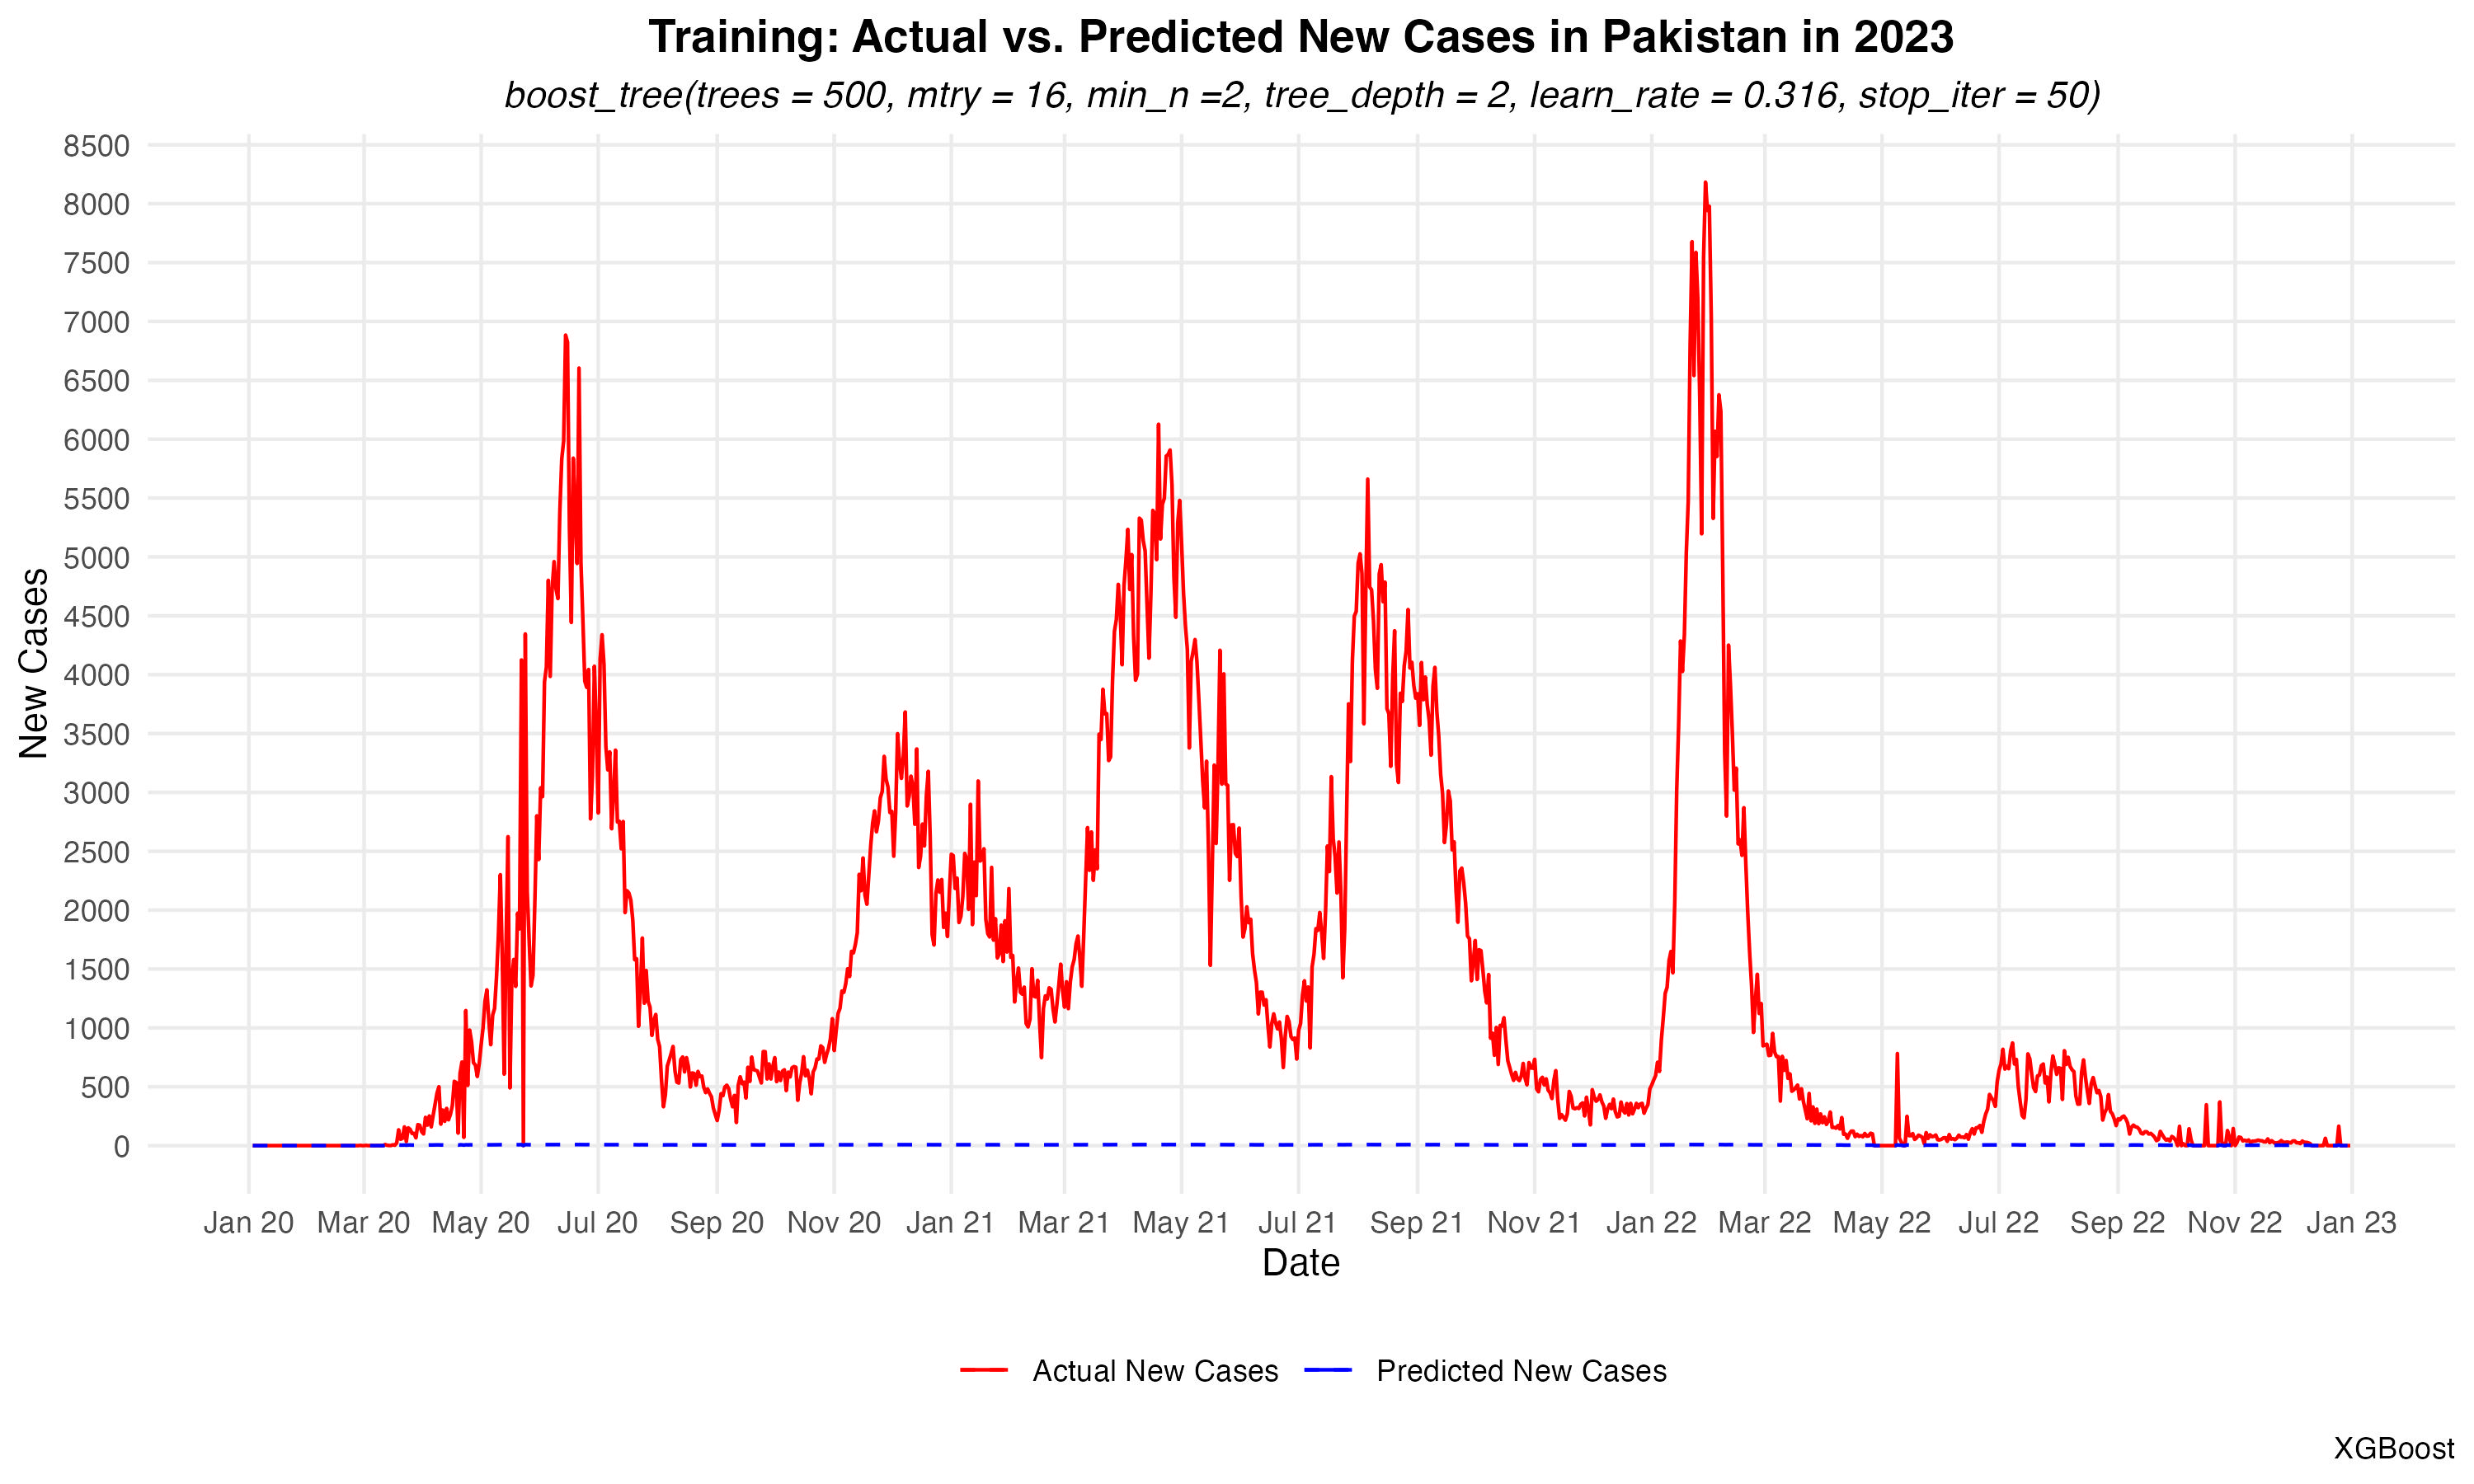 Training: Actual vs. Predicted New Cases in Pakistan in 2023
boost_tree(trees = 500, mtry = 16, min_n =2, tree_depth = 2, learn_rate = 0.316, stop_iter = 50)
8500
8000
7500
7000
6500
6000
5500
5000
4500
4000
3500
3000
2500
2000
1500
1000
500
0
New Cases
Jan 20 Mar 20 May 20 Jul 20 Sep 20 Nov 20 Jan 21 Mar 21 May 21 Jul 21 Sep 21 Nov 21 Jan 22 Mar 22 May 22 Jul 22 Sep 22 Nov 22 Jan 23
Date
Actual New Cases Predicted New Cases
XGBoost